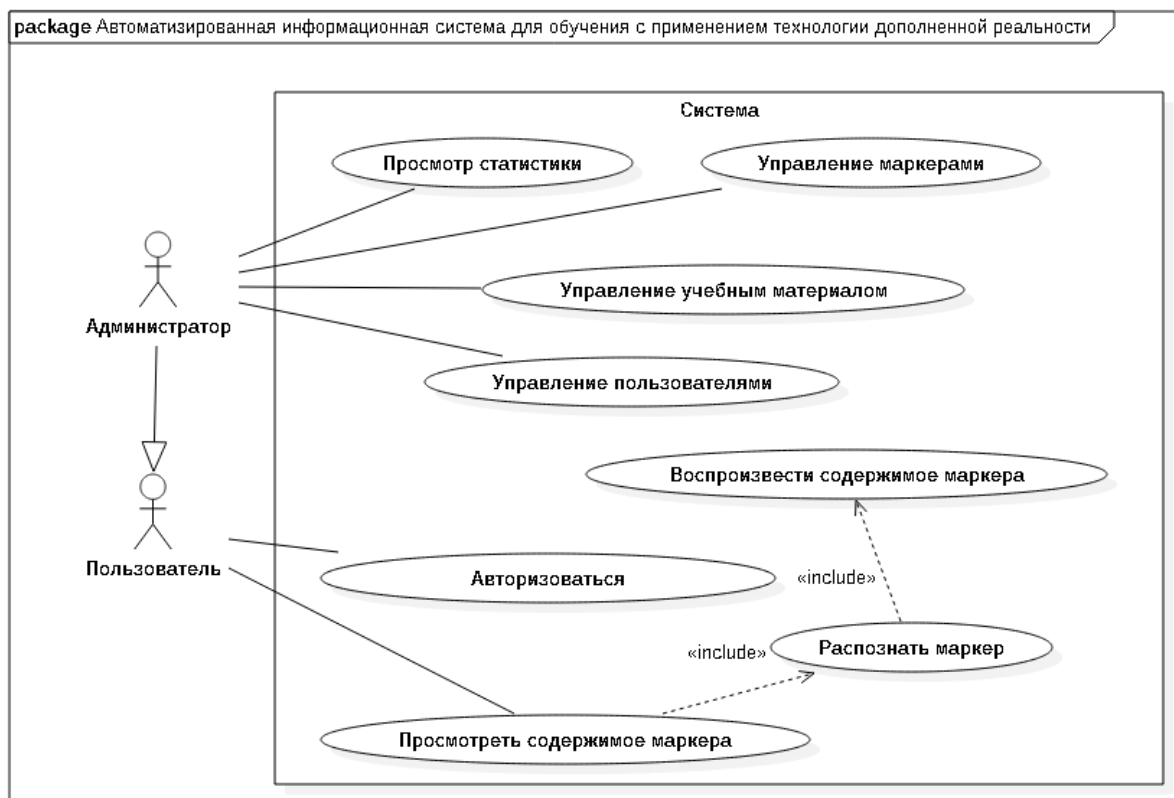 package Автоматизированная информационная система для обучения с применением технологии дополненной реальности
Система
Просмотр статистики
Управление маркерами
Управление учебным материалом
Администратор
Управление пользователями
Воспроизвести содержимое маркера
Пользователь
Авторизоваться
«include»
Распознать маркер
«include»
Просмотреть содержимое маркера